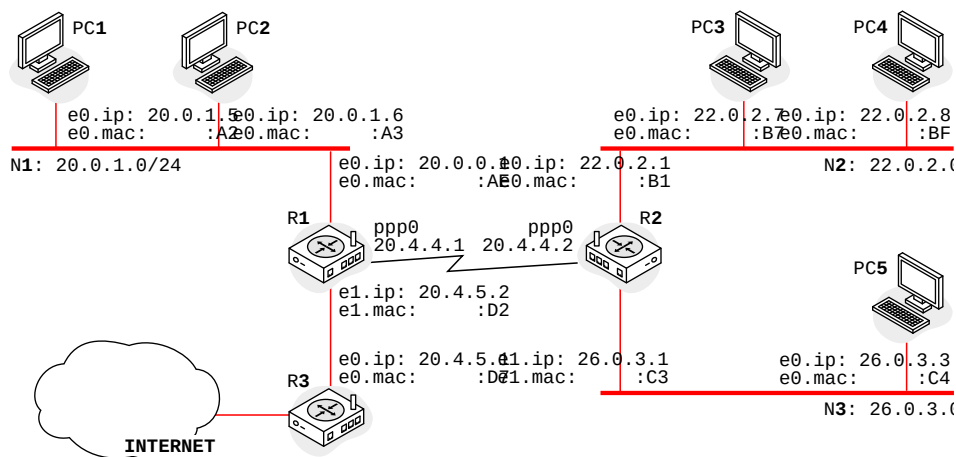 PC1
PC2
PC3
PC4
e0.ip: 20.0.1.5
e0.mac: :A2
e0.ip: 20.0.1.6
e0.mac: :A3
e0.ip: 22.0.2.7
e0.mac: :B7
e0.ip: 22.0.2.8
e0.mac: :BF
N1: 20.0.1.0/24
N2: 22.0.2.0
e0.ip: 20.0.0.1
e0.mac: :AE
e0.ip: 22.0.2.1
e0.mac: :B1
R1
R2
ppp0
20.4.4.1
ppp0
20.4.4.2
PC5
e1.ip: 20.4.5.2
e1.mac: :D2
e0.ip: 20.4.5.1
e0.mac: :D7
e1.ip: 26.0.3.1
e1.mac: :C3
e0.ip: 26.0.3.3
e0.mac: :C4
R3
N3: 26.0.3.0
INTERNET